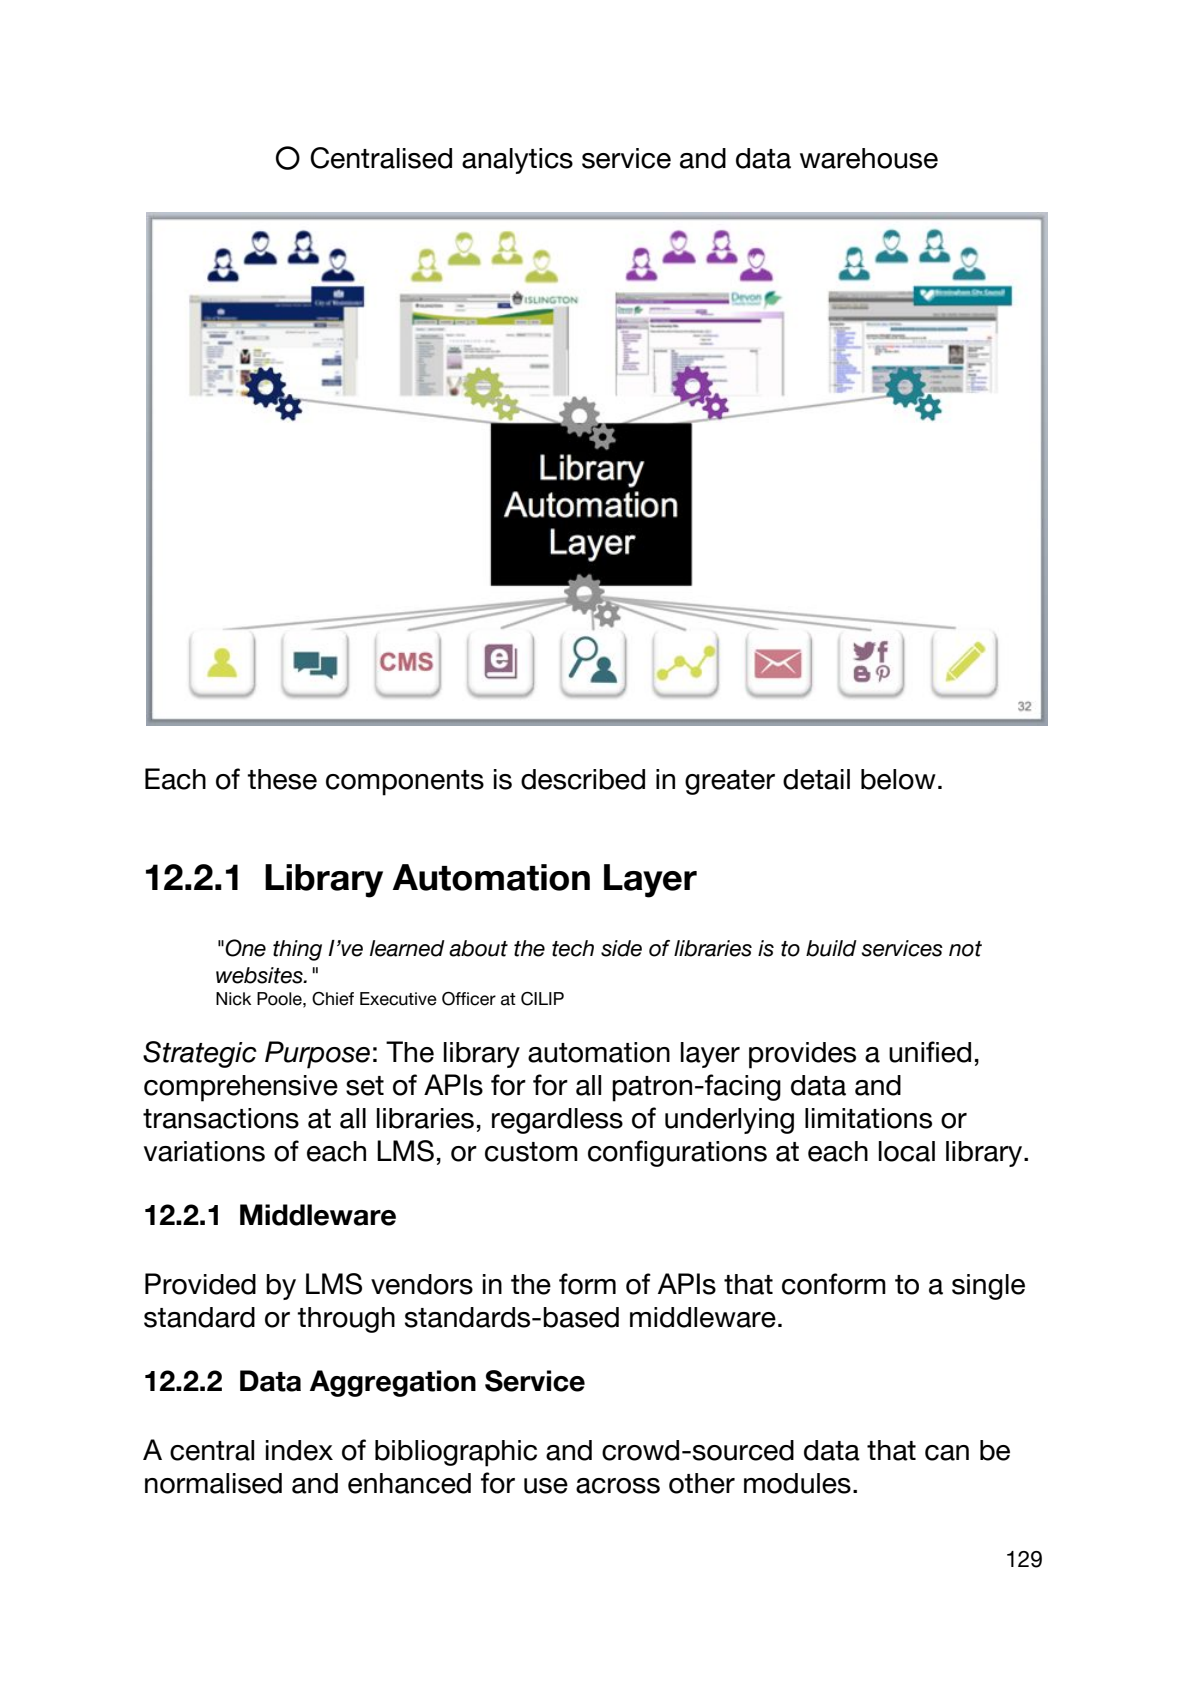 Centralised analytics service and data warehouse
City of Westminster
ISLINGTON
Devon
Birmingham City Council
Library
Automation
Layer
CMS
e
32
Each of these components is described in greater detail below.
12.2.1 Library Automation Layer
"One thing I've learned about the tech side of libraries is to build services not
websites."
Nick Poole, Chief Executive Officer at CILIP
Strategic Purpose: The library automation layer provides a unified,
comprehensive set of APIs for for all patron-facing data and
transactions at all libraries, regardless of underlying limitations or
variations of each LMS, or custom configurations at each local library.
12.2.1 Middleware
Provided by LMS vendors in the form of APIs that conform to a single
standard or through standards-based middleware.
12.2.2 Data Aggregation Service
A central index of bibliographic and crowd-sourced data that can be
normalised and enhanced for use across other modules.
129